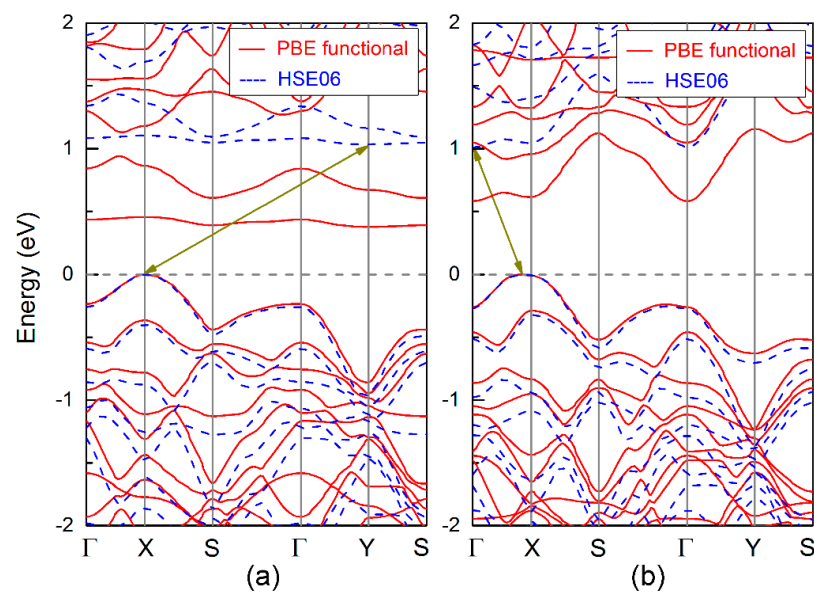 2
PBE functional
HSE06
1
0
-1
-2
Energy (eV)
Γ X S Γ Y S
(a)
2
PBE functional
HSE06
1
0
-1
-2
Γ X S Γ Y S
(b)